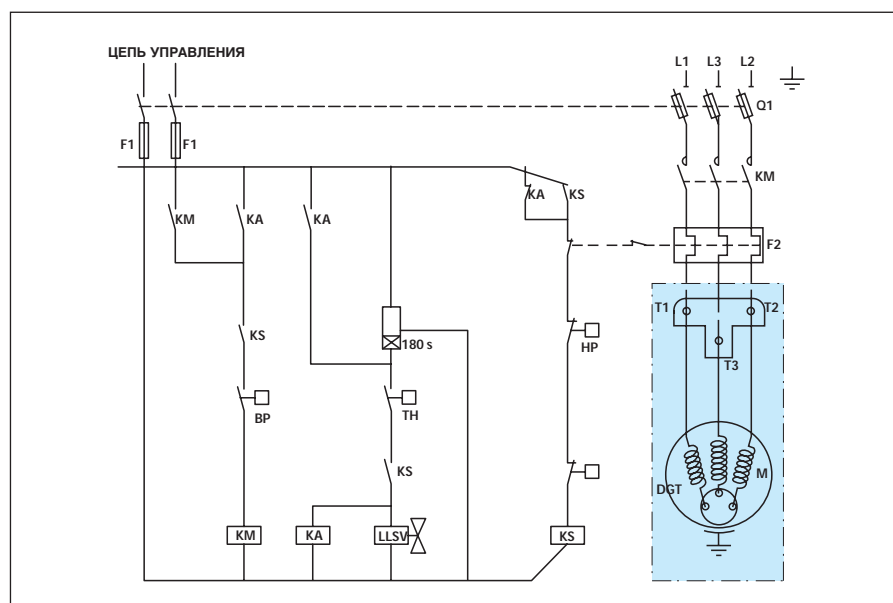 ЦЕПЬ УПРАВЛЕНИЯ
L1 L3 L2
Q1
F1 F1
KM
KA
KS
KM KA KA
F2
T1 T2
180 s
HP
T3
KS
BP
TH
KS
DGT
M
KM KA LLSV KS